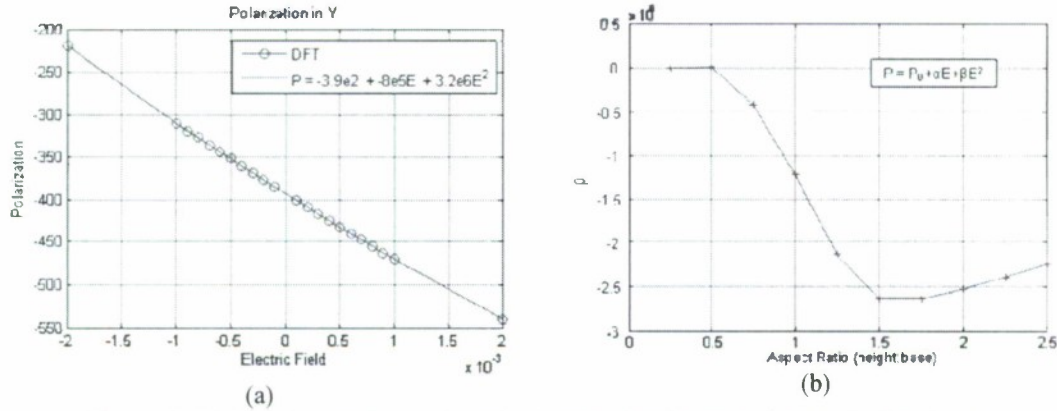 Polarization in Y
-200
-250
-300
-350
-400
-450
-500
-550
Polarization
DFT
P = -3.9e2 + -8e5E + 3.2e6E²
-2 -1.5 -1 -0.5 0 0.5 1 1.5 2
x 10⁻³
Electric Field
(a)
0.5
0
-0.5
-1
-1.5
-2
-2.5
-3
β
P = P₀+αE+βE²
0 0.5 1 1.5 2 2.5
Aspect Ratio (height:base)
(b)